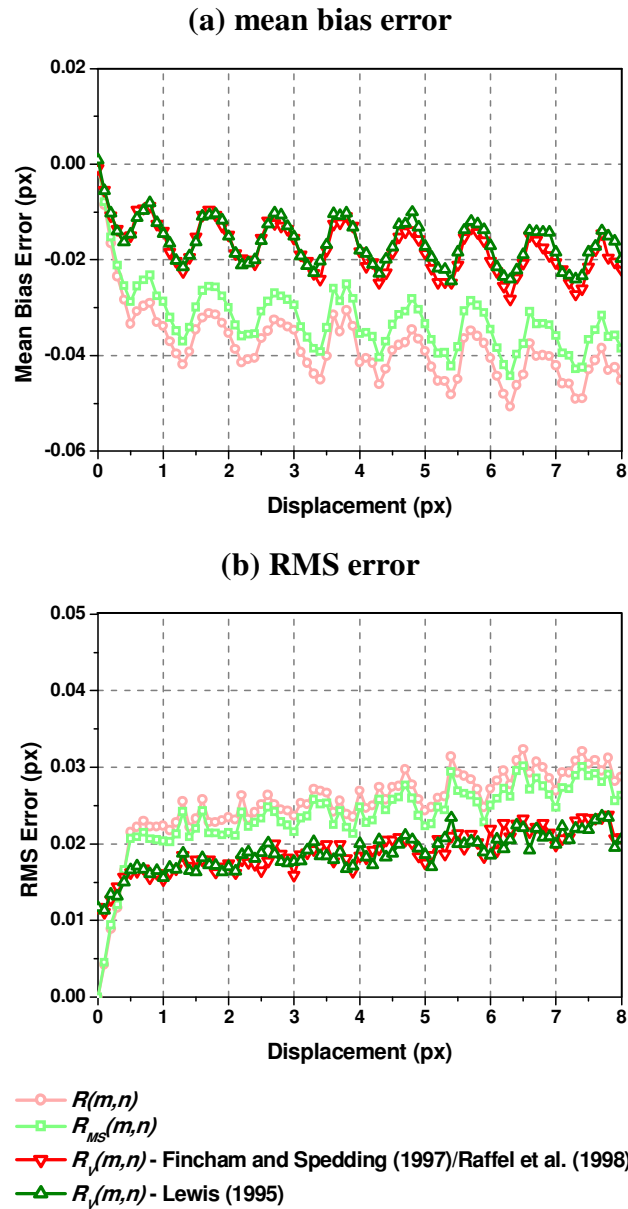 (a) mean bias error
0.02
0.00
-0.02
-0.04
-0.06
Mean Bias Error (px)
0 1 2 3 4 5 6 7 8
Displacement (px)
(b) RMS error
0.05
0.04
0.03
0.02
0.01
0.00
RMS Error (px)
0 1 2 3 4 5 6 7 8
Displacement (px)
R(m,n)
R_MS(m,n)
R_V(m,n) - Fincham and Spedding (1997)/Raffel et al. (1998)
R_V(m,n) - Lewis (1995)